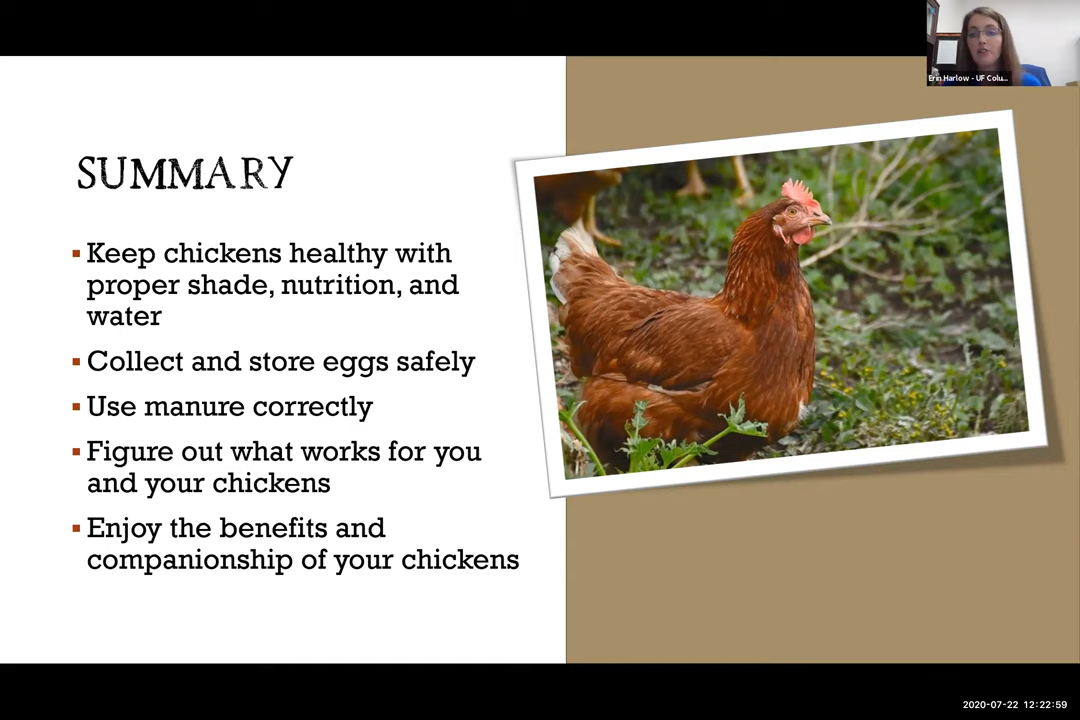 Erin Harlow - UF Colu...
SUMMARY
▪ Keep chickens healthy with
proper shade, nutrition, and
water
▪ Collect and store eggs safely
▪ Use manure correctly
▪ Figure out what works for you
and your chickens
▪ Enjoy the benefits and
companionship of your chickens
2020-07-22 12:22:59